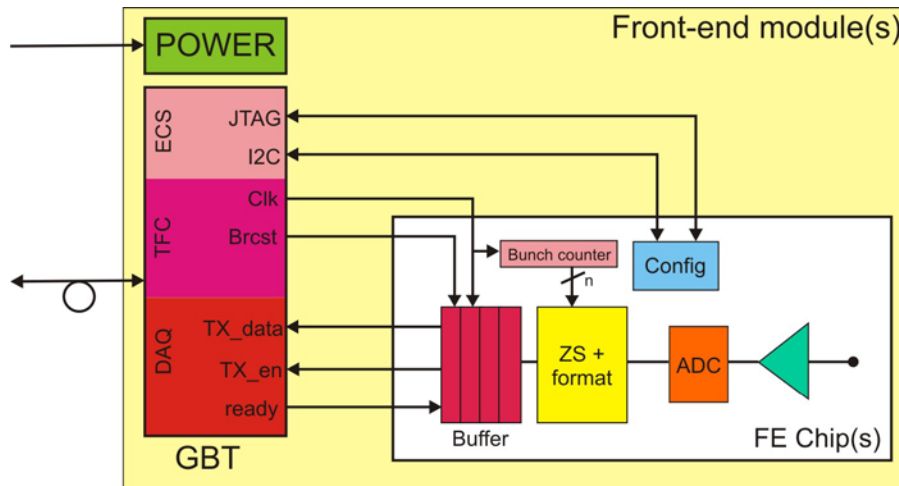 Front-end module(s)
POWER
ECS
JTAG
I2C
TFC
Clk
Brcst
DAQ
TX_data
TX_en
ready
GBT
Bunch counter
n
Config
ZS +
format
ADC
Buffer
FE Chip(s)